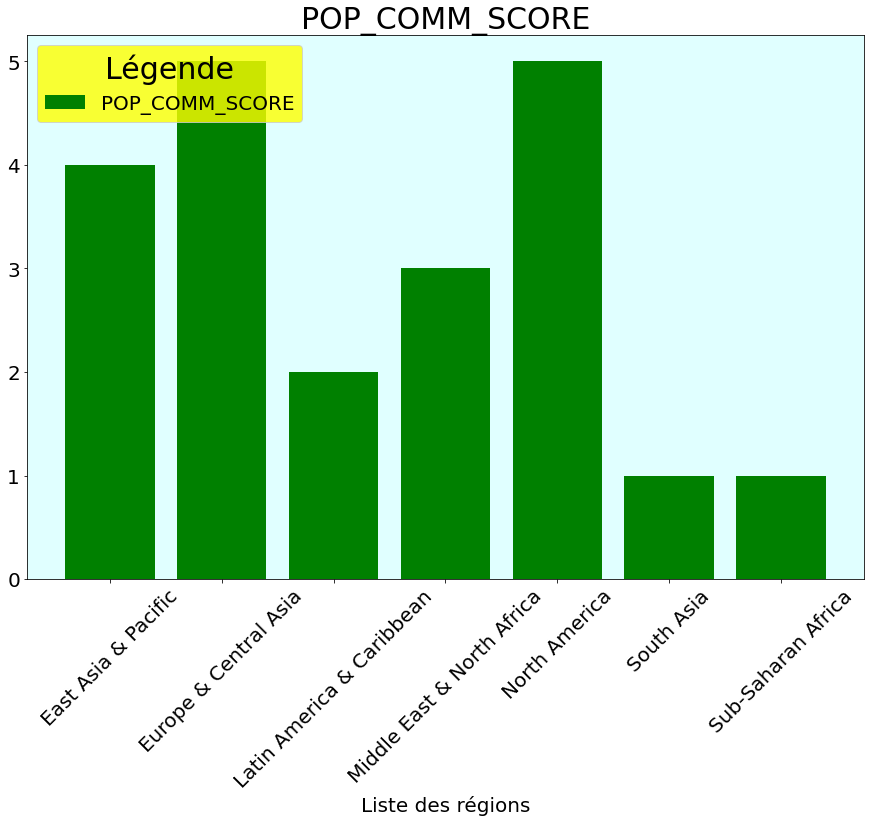 POP_COMM_SCORE
Légende
POP_COMM_SCORE
5
4
3
2
1
0
East Asia & Pacific
Europe & Central Asia
Latin America & Caribbean
Middle East & North Africa
North America
South Asia
Sub-Saharan Africa
Liste des régions